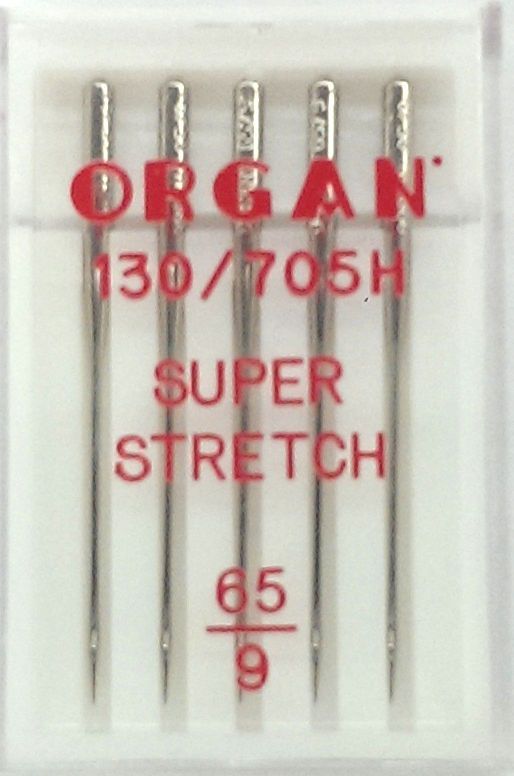 ORGAN
130/705H
SUPER
STRETCH
65
9